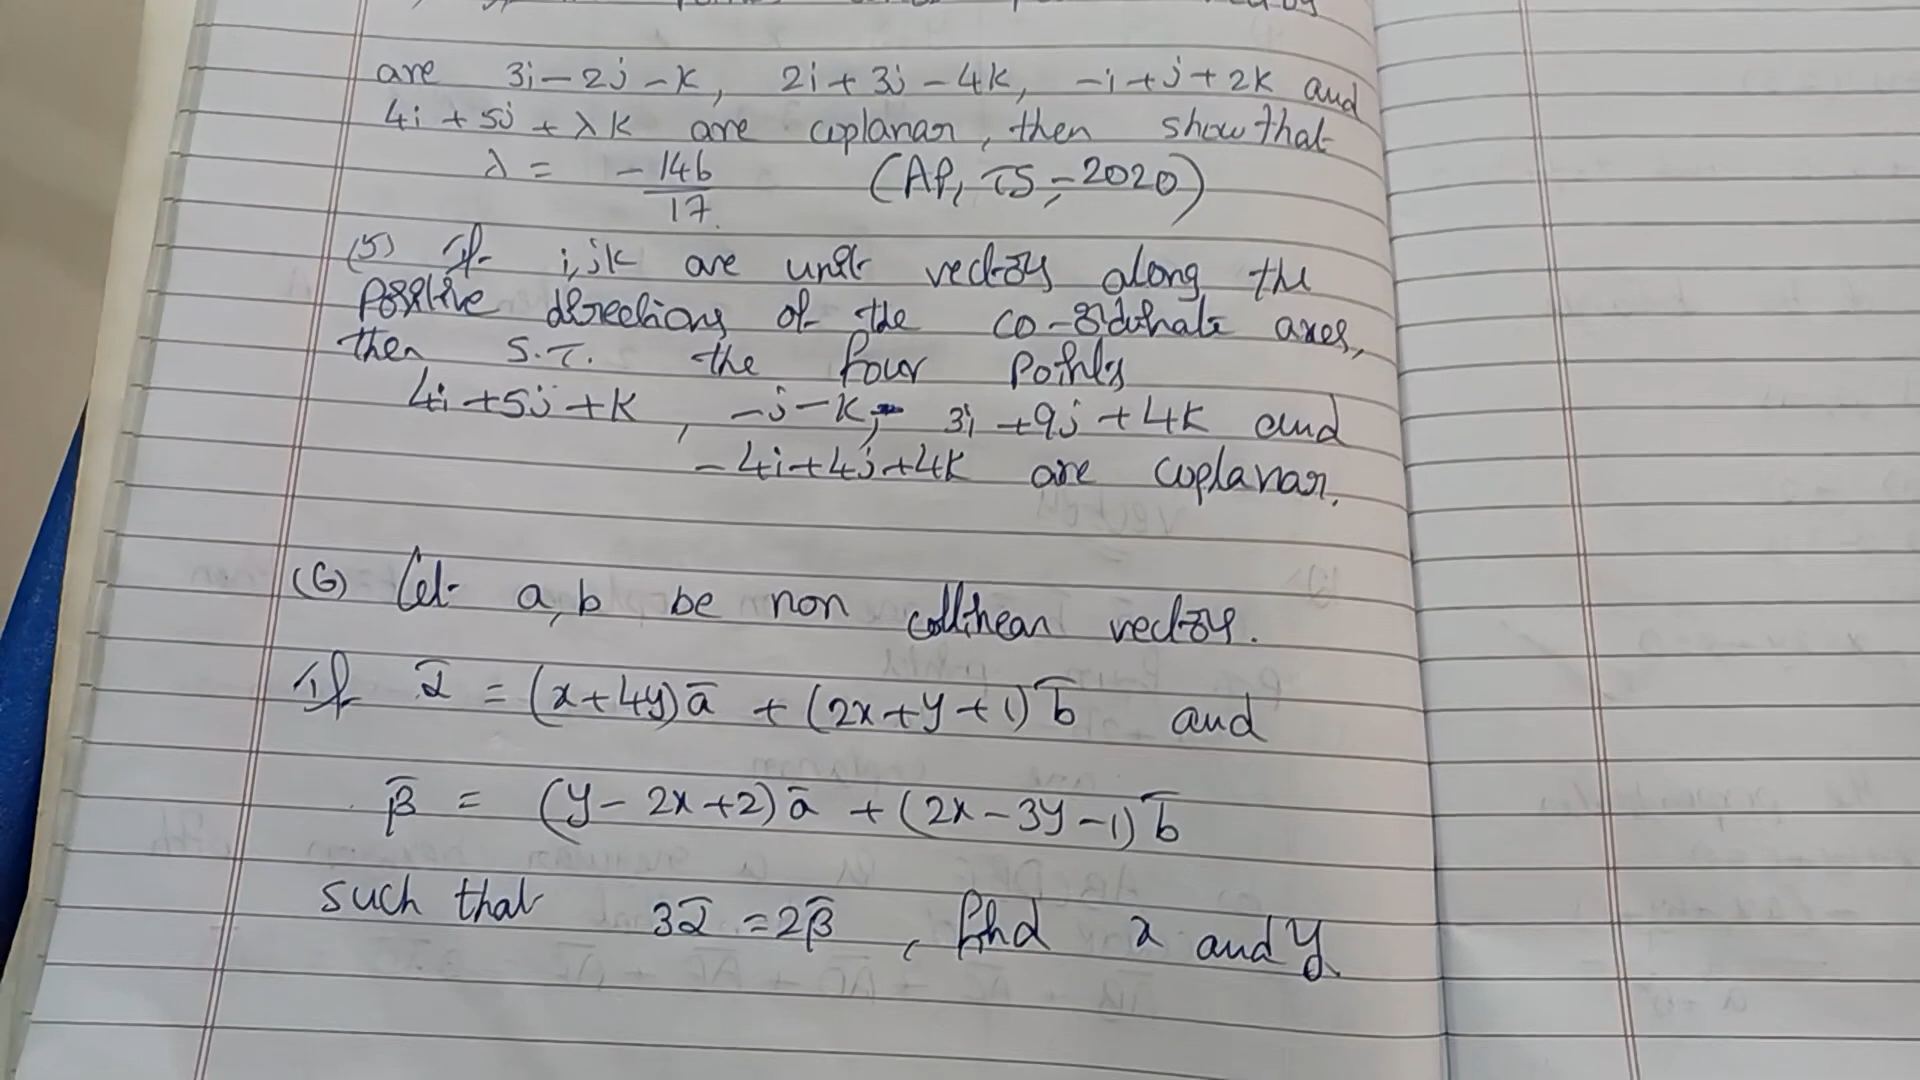 are 3i - 2j - k, 2i + 3j - 4k, -i + j + 2k and
4i + 5j + λk are coplanar, then show that
λ = -146/17 (AP, TS - 2020)
(5) If i, j, k are unit vectors along the
positive directions of the co-ordinate axes,
then S.T. the four points
4i + 5j + k, -j - k, 3i + 9j + 4k and
-4i + 4j + 4k are coplanar.
(6) Let a, b be non collinear vectors.
If ᾱ = (x + 4y)ā + (2x + y + 1)b̄ and
β̄ = (y - 2x + 2)ā + (2x - 3y - 1)b̄
such that 3ᾱ = 2β̄, find x and y.